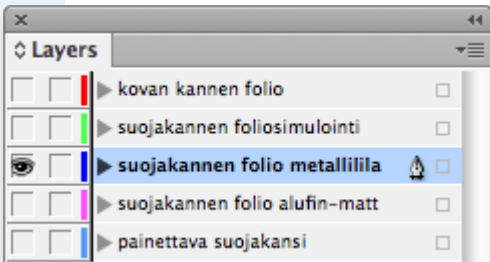 Layers
kovan kannen folio
suojakannen foliosimulointi
suojakannen folio metallilila
suojakannen folio alufin-matt
painettava suojakansi